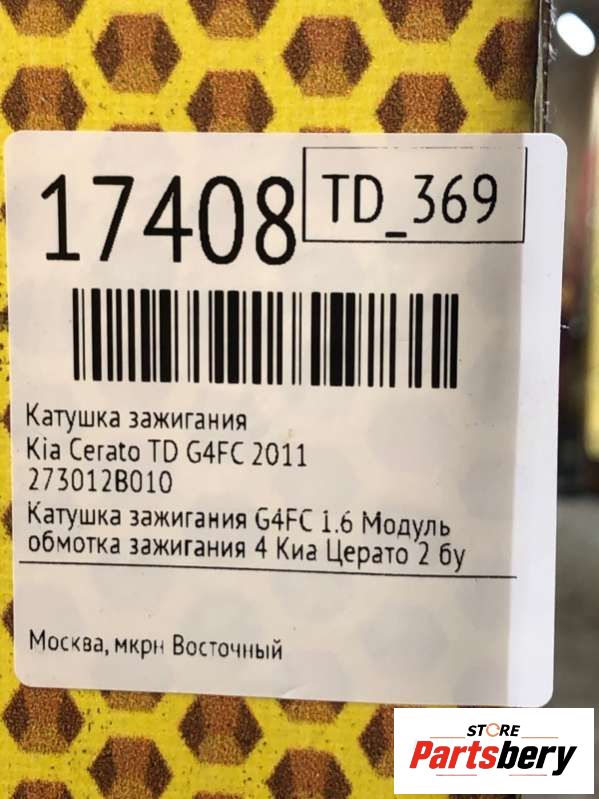 17408
TD_369
Катушка зажигания
Kia Cerato TD G4FC 2011
273012B010
Катушка зажигания G4FC 1.6 Модуль
обмотка зажигания 4 Киа Церато 2 бу
Москва, мкрн Восточный
STORE
Partsbery